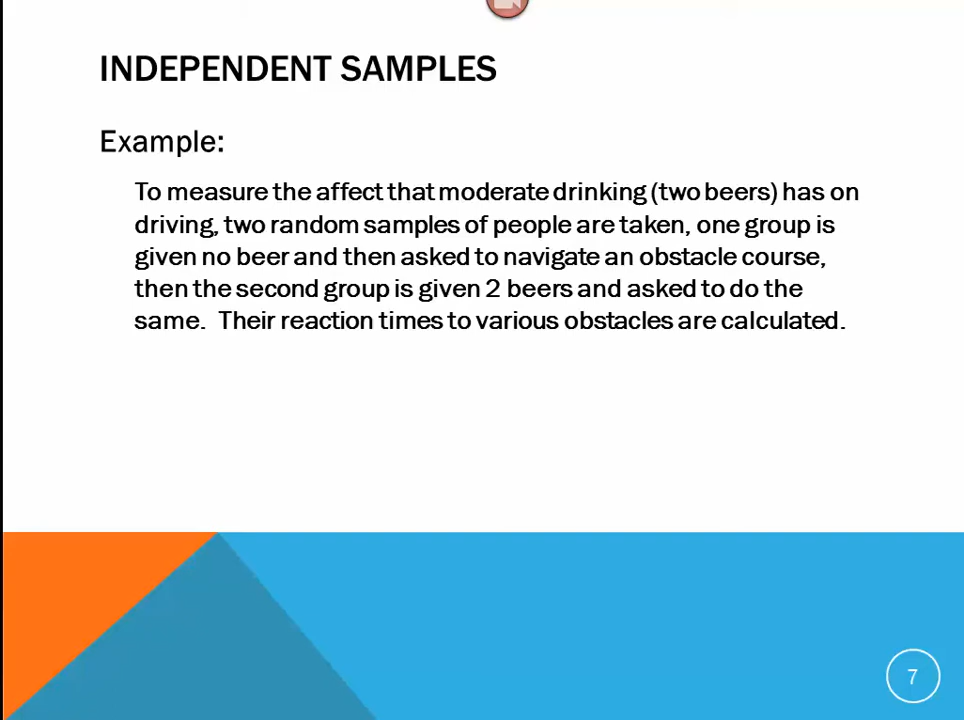 INDEPENDENT SAMPLES
Example:
To measure the affect that moderate drinking (two beers) has on
driving, two random samples of people are taken, one group is
given no beer and then asked to navigate an obstacle course,
then the second group is given 2 beers and asked to do the
same.  Their reaction times to various obstacles are calculated.
7